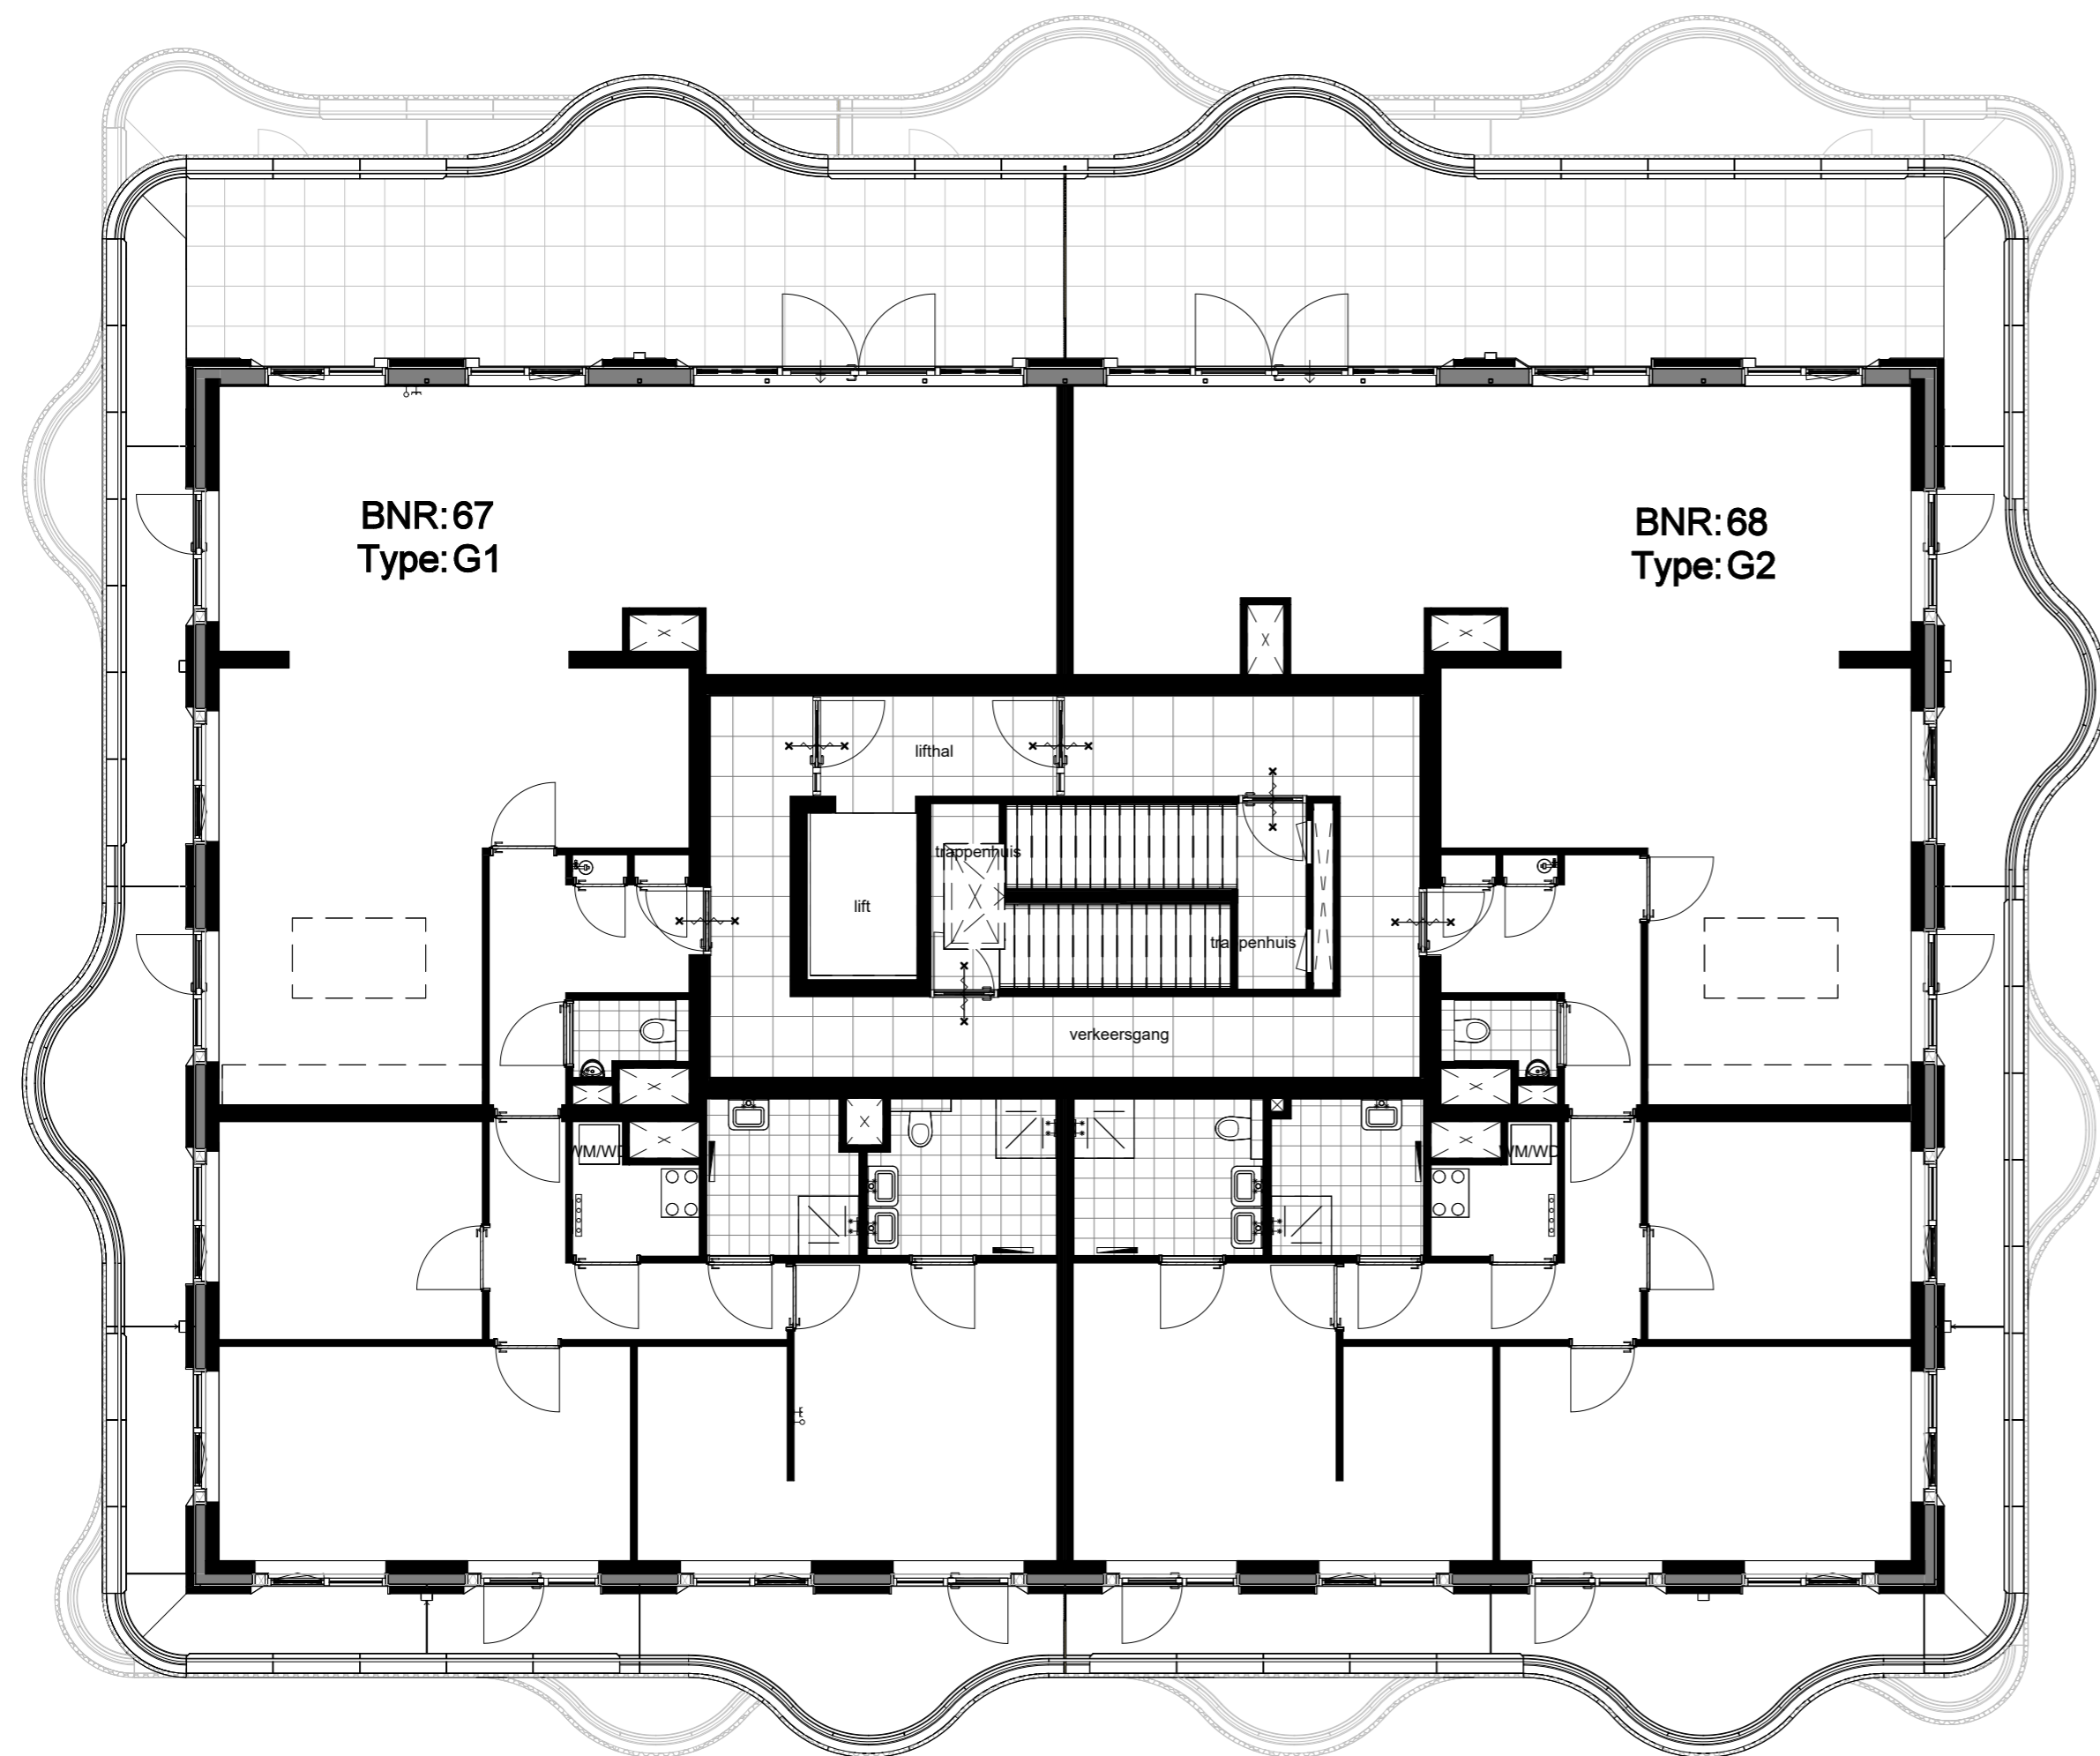 BNR: 67
Type: G1
BNR: 68
Type: G2
lifthal
trappenhuis
lift
trappenhuis
verkeersgang
WM/WD
WM/WD